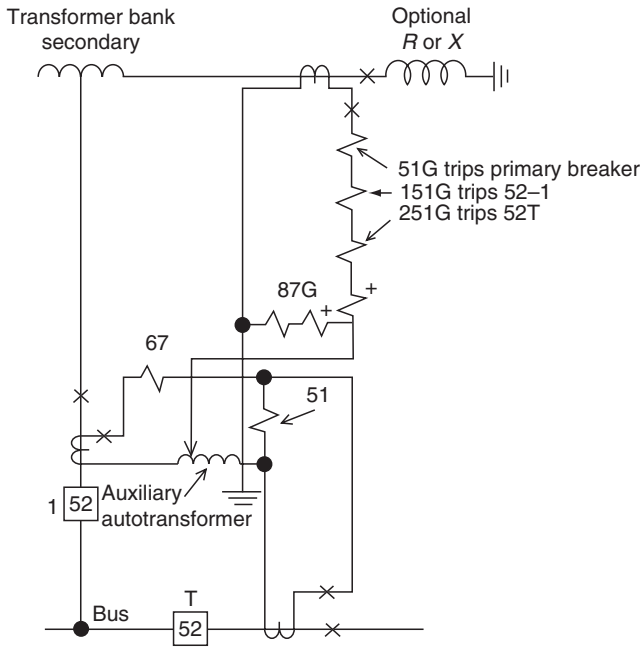 Transformer bank
secondary
Optional
R or X
51G trips primary breaker
151G trips 52–1
251G trips 52T
87G
+
+
67
51
1
52
Auxiliary
autotransformer
Bus
T
52